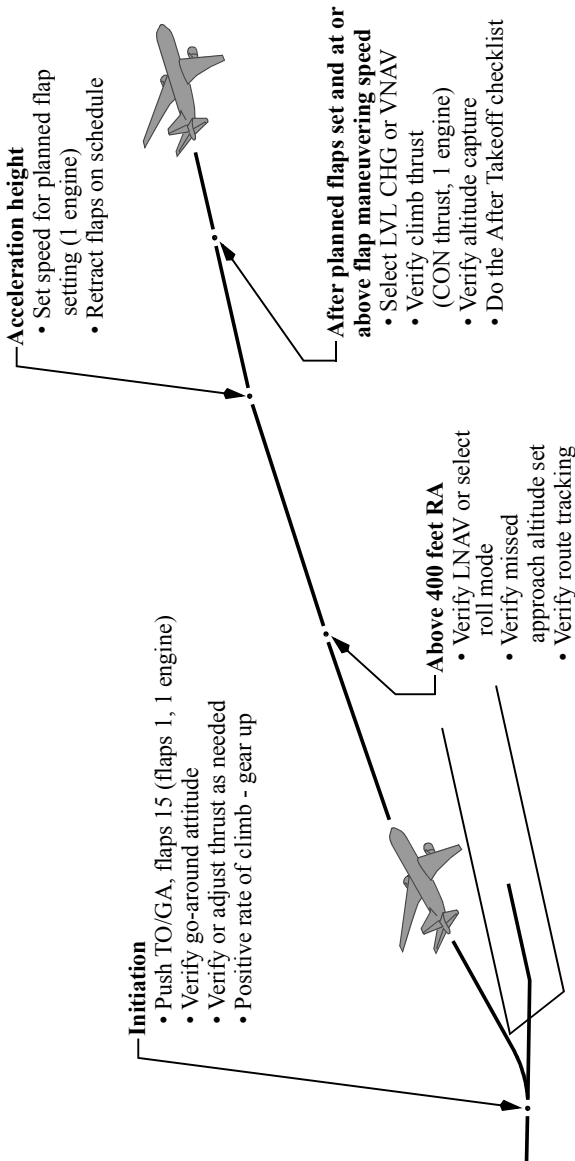 Initiation
• Push TO/GA, flaps 15 (flaps 1, 1 engine)
• Verify go-around attitude
• Verify or adjust thrust as needed
• Positive rate of climb - gear up
Above 400 feet RA
• Verify LNAV or select
roll mode
• Verify missed
approach altitude set
• Verify route tracking
Acceleration height
• Set speed for planned flap
setting (1 engine)
• Retract flaps on schedule
After planned flaps set and at or
above flap maneuvering speed
• Select LVL CHG or VNAV
• Verify climb thrust
(CON thrust, 1 engine)
• Verify altitude capture
• Do the After Takeoff checklist